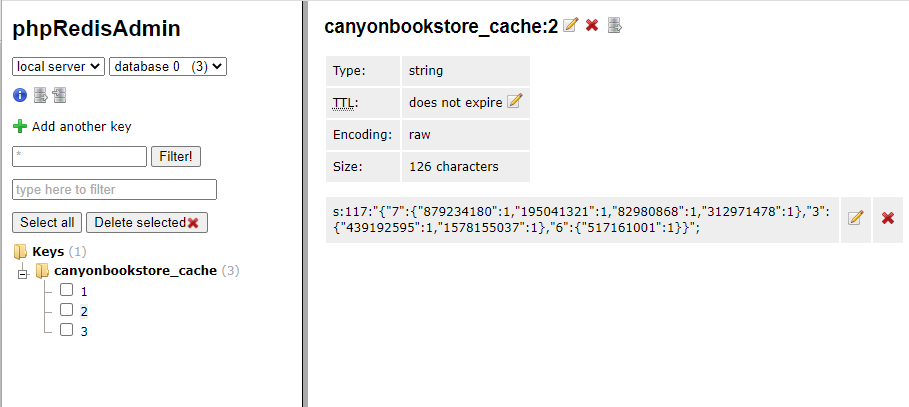 phpRedisAdmin
local server database 0 (3)
Add another key
* Filter!
type here to filter
Select all Delete selected
Keys (1)
canyonbookstore_cache (3)
1
2
3
canyonbookstore_cache:2
Type: string
TTL: does not expire
Encoding: raw
Size: 126 characters
s:117:"{"7":{"879234180":1,"195041321":1,"82980868":1,"312971478":1},"3":
{"439192595":1,"1578155037":1},"6":{"517161001":1}}";